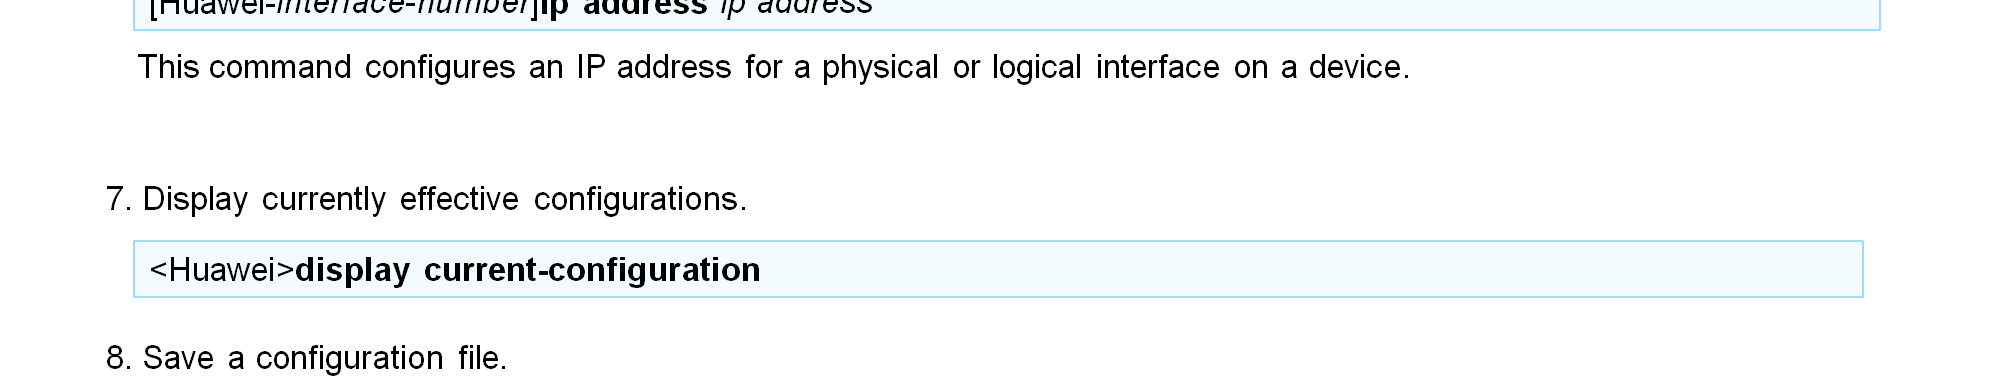 [Huawei-interface-number]ip address ip address
This command configures an IP address for a physical or logical interface on a device.
7. Display currently effective configurations.
<Huawei>display current-configuration
8. Save a configuration file.